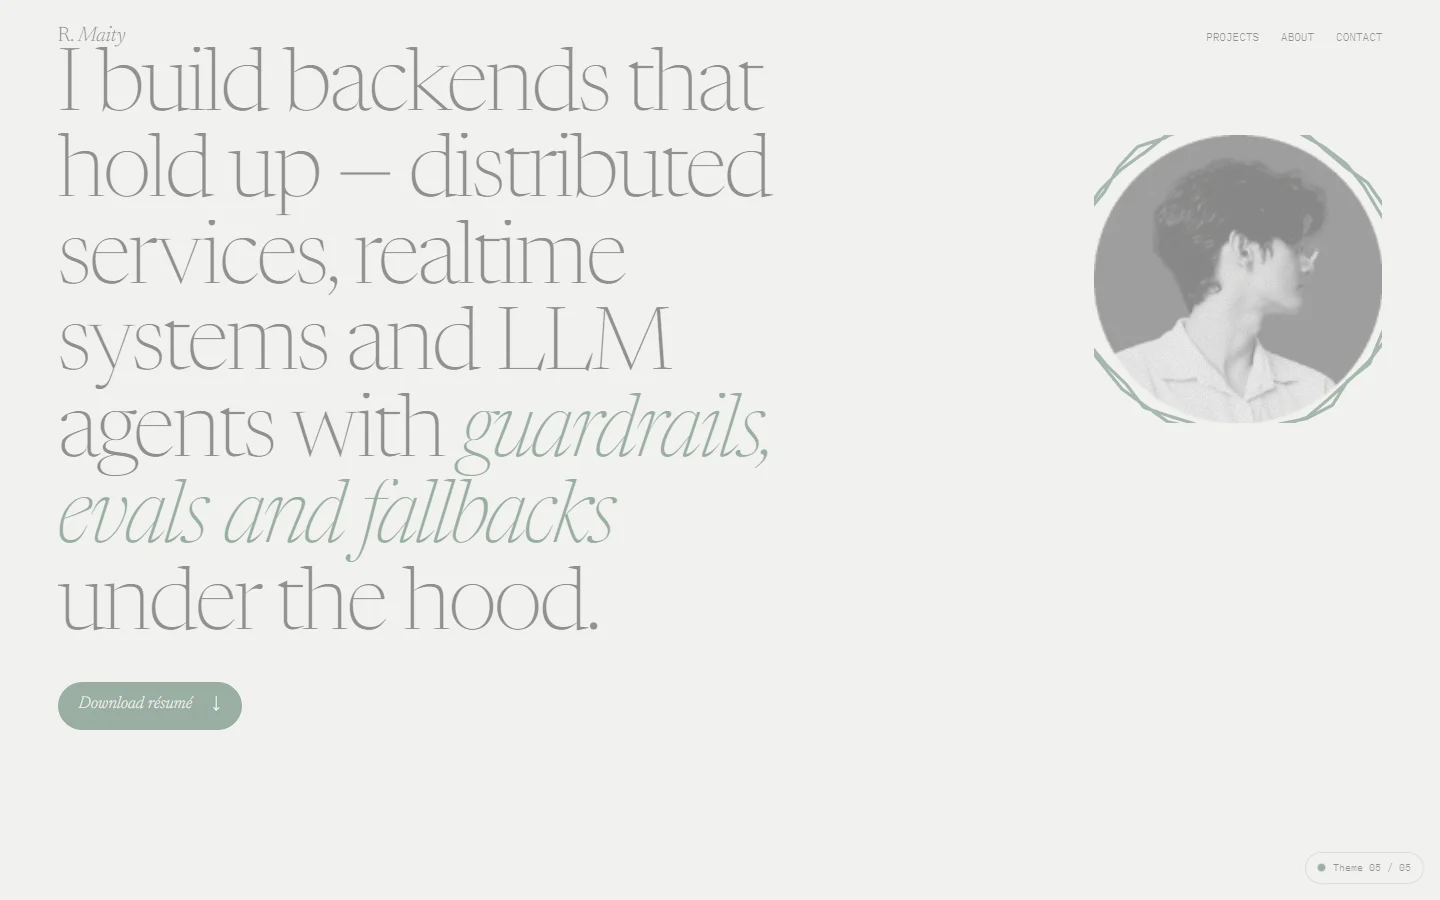 R. Maity
PROJECTS ABOUT CONTACT
I build backends that
hold up — distributed
services, realtime
systems and LLM
agents with guardrails,
evals and fallbacks
under the hood.
Download résumé ↓
Theme 05 / 05